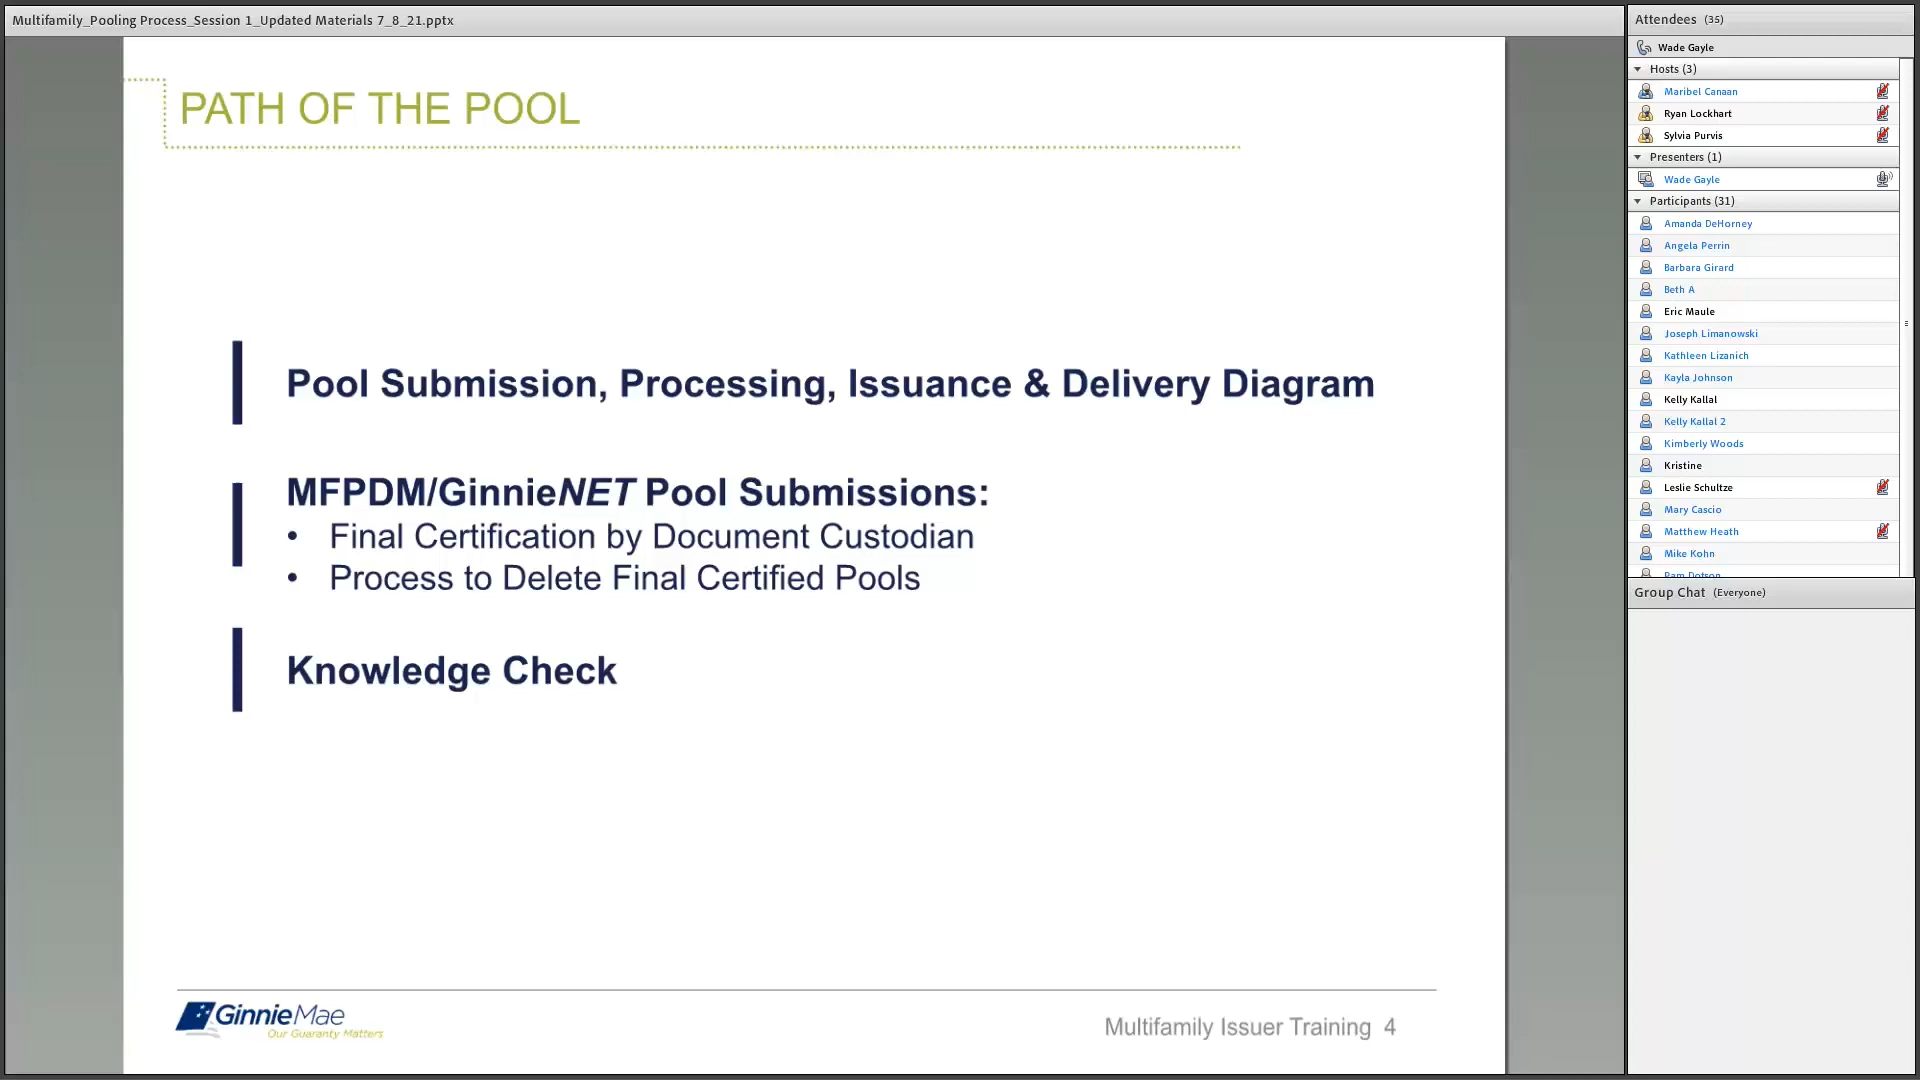 Multifamily_Pooling Process_Session 1_Updated Materials 7_8_21.pptx
PATH OF THE POOL
Pool Submission, Processing, Issuance & Delivery Diagram
MFPDM/GinnieNET Pool Submissions:
• Final Certification by Document Custodian
• Process to Delete Final Certified Pools
Knowledge Check
GinnieMae
Our Guaranty Matters
Multifamily Issuer Training 4
Attendees (35)
Wade Gayle
Hosts (3)
Maribel Canaan
Ryan Lockhart
Sylvia Purvis
Presenters (1)
Wade Gayle
Participants (31)
Amanda DeHorney
Angela Perrin
Barbara Girard
Beth A
Eric Maule
Joseph Limanowski
Kathleen Lizanich
Kayla Johnson
Kelly Kallal
Kelly Kallal 2
Kimberly Woods
Kristine
Leslie Schultze
Mary Cascio
Matthew Heath
Mike Kohn
Pam Dotson
Group Chat (Everyone)